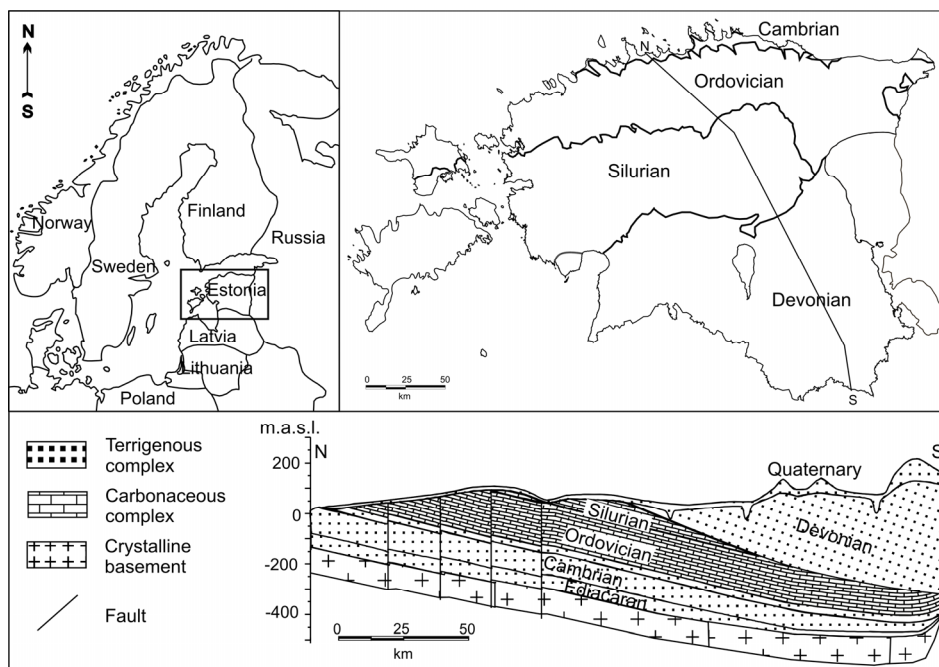 N
S
Norway
Sweden
Finland
Russia
Estonia
Latvia
Lithuania
Poland
Cambrian
N
Ordovician
Silurian
Devonian
S
0 25 50
km
Terrigenous
complex
Carbonaceous
complex
Crystalline
basement
Fault
m.a.s.l.
N
S
200
0
-200
-400
Quaternary
Silurian
Devonian
Ordovician
Cambrian
Ediacaran
0 25 50
km